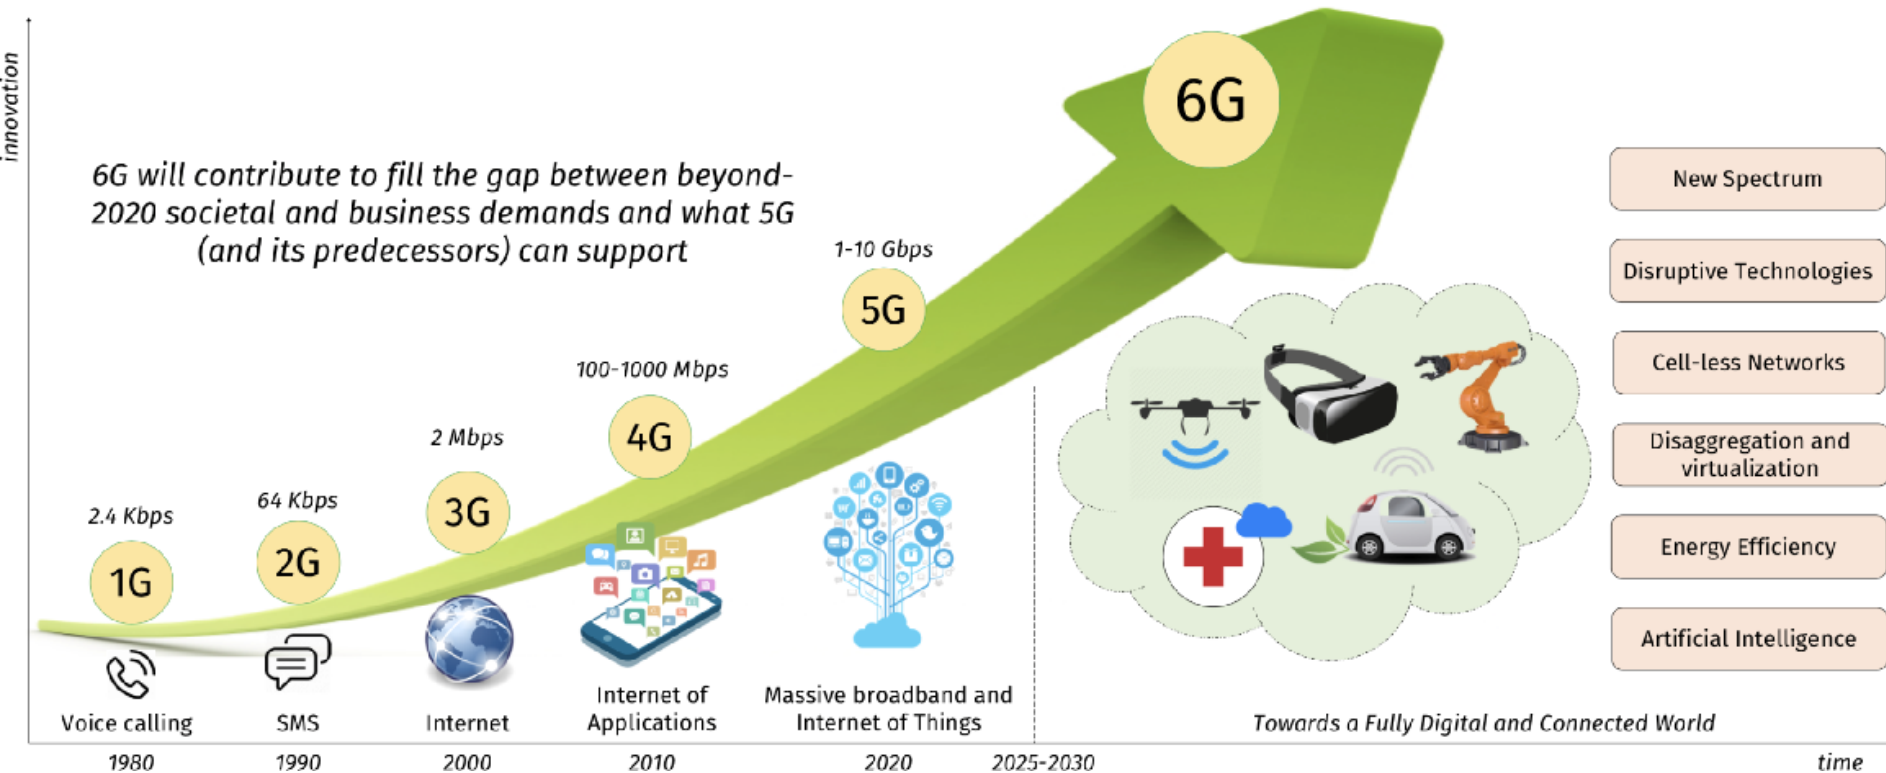 innovation
6G will contribute to fill the gap between beyond-
2020 societal and business demands and what 5G
(and its predecessors) can support
2.4 Kbps
1G
Voice calling
1980
64 Kbps
2G
SMS
1990
2 Mbps
3G
Internet
2000
100-1000 Mbps
4G
Internet of
Applications
2010
1-10 Gbps
5G
Massive broadband and
Internet of Things
2020
6G
2025-2030
Towards a Fully Digital and Connected World
New Spectrum
Disruptive Technologies
Cell-less Networks
Disaggregation and
virtualization
Energy Efficiency
Artificial Intelligence
time